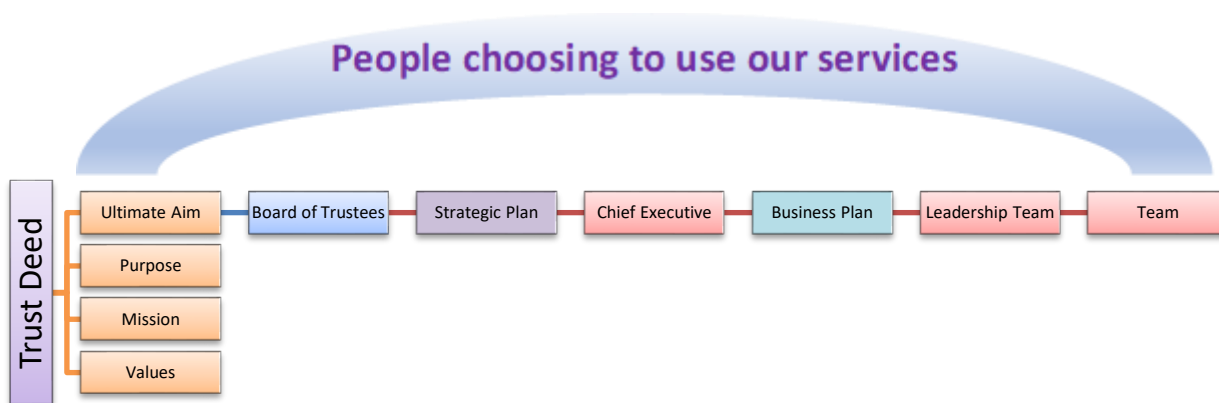 People choosing to use our services
Trust Deed
Ultimate Aim
Board of Trustees
Strategic Plan
Chief Executive
Business Plan
Leadership Team
Team
Purpose
Mission
Values